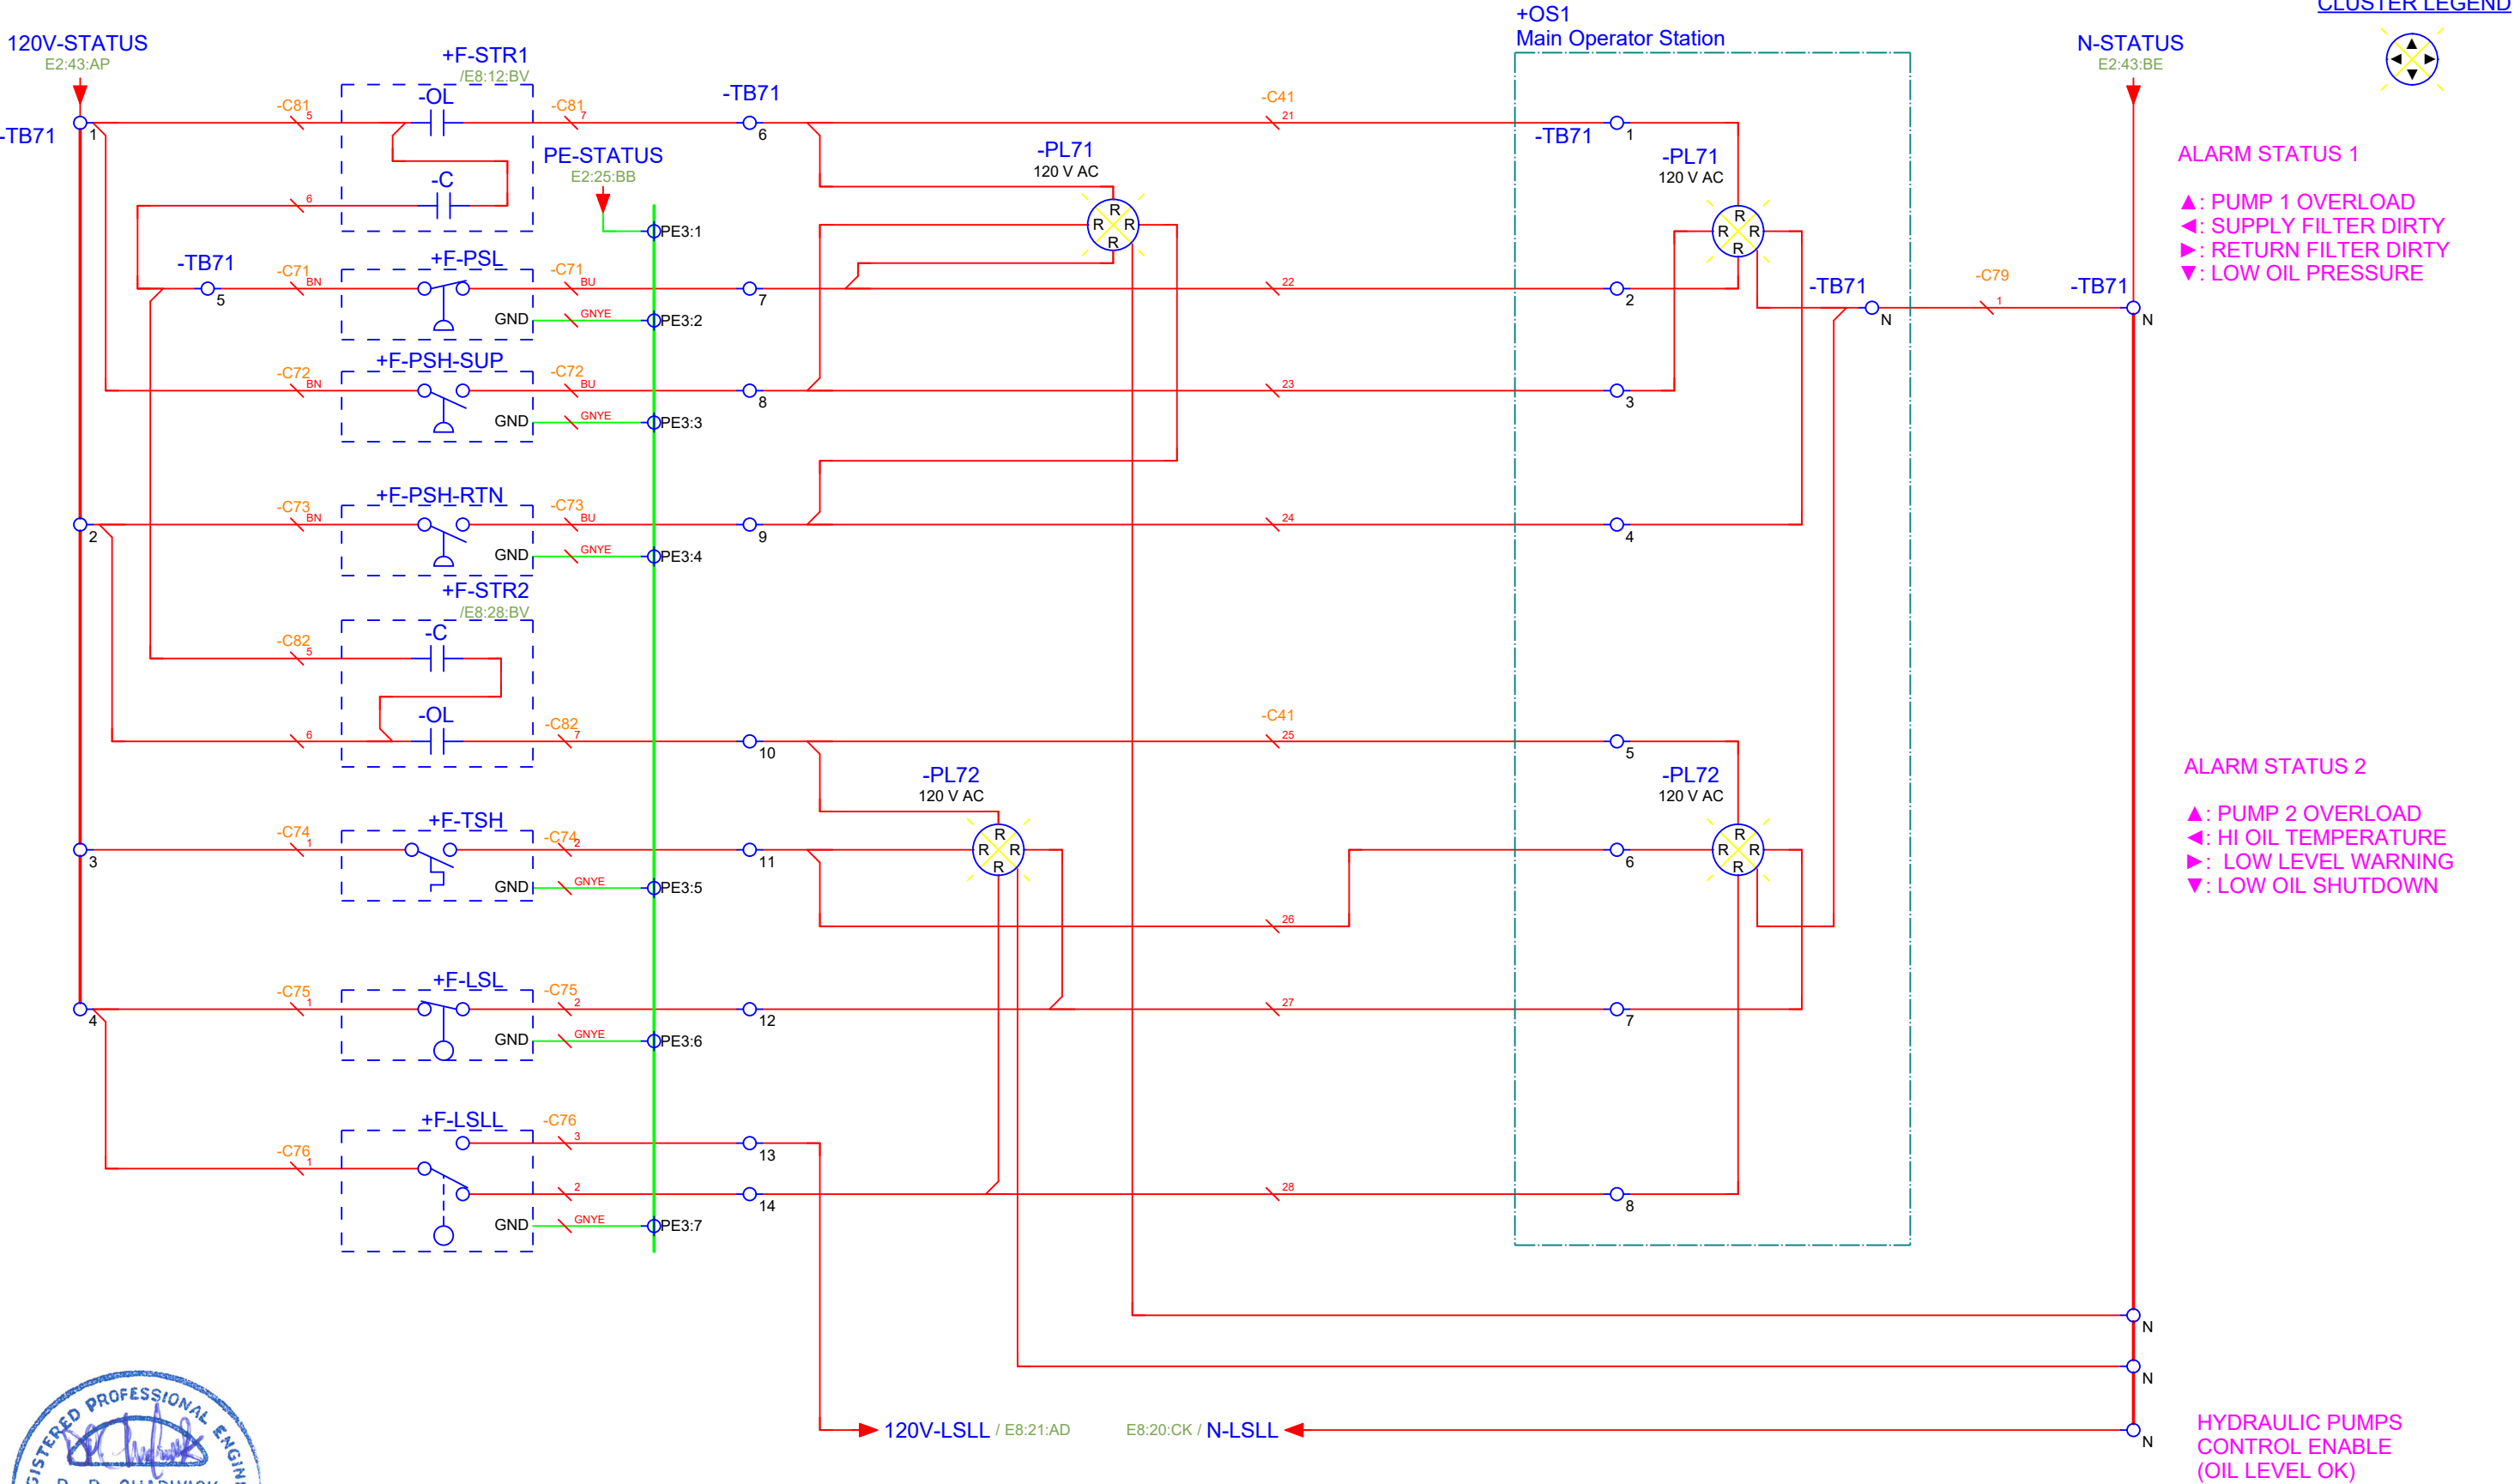 +OS1
Main Operator Station
CLUSTER LEGEND
120V-STATUS
E2:43:AP
N-STATUS
E2:43:BE
+F-STR1
/E8:12:BV
-TB71
1
-C81
5
-OL
-C81
7
-TB71
6
-C41
21
-TB71
1
-PL71
120 V AC
R
R
R
R
-PL71
120 V AC
R
R
R
R
ALARM STATUS 1
▲: PUMP 1 OVERLOAD
◄: SUPPLY FILTER DIRTY
►: RETURN FILTER DIRTY
▼: LOW OIL PRESSURE
PE-STATUS
E2:25:BB
PE3:1
6
-C
-TB71
5
-C71
BN
+F-PSL
-C71
BU
7
22
2
GND
GNYE
PE3:2
-TB71
N
-C79
1
-TB71
N
-C72
BN
+F-PSH-SUP
-C72
BU
8
23
3
GND
GNYE
PE3:3
2
-C73
BN
+F-PSH-RTN
-C73
BU
9
24
4
GND
GNYE
PE3:4
+F-STR2
/E8:28:BV
-C82
5
-C
6
-OL
-C82
7
10
-C41
25
5
-PL72
120 V AC
R
R
R
R
-PL72
120 V AC
R
R
R
R
ALARM STATUS 2
▲: PUMP 2 OVERLOAD
◄: HI OIL TEMPERATURE
►: LOW LEVEL WARNING
▼: LOW OIL SHUTDOWN
3
-C74
1
+F-TSH
-C74
2
11
6
GND
GNYE
PE3:5
26
4
-C75
1
+F-LSL
-C75
2
12
27
7
GND
GNYE
PE3:6
-C76
1
+F-LSLL
-C76
3
13
2
14
28
8
GND
GNYE
PE3:7
N
N
120V-LSLL / E8:21:AD
E8:20:CK / N-LSLL
N
HYDRAULIC PUMPS
CONTROL ENABLE
(OIL LEVEL OK)
PROFESSIONAL